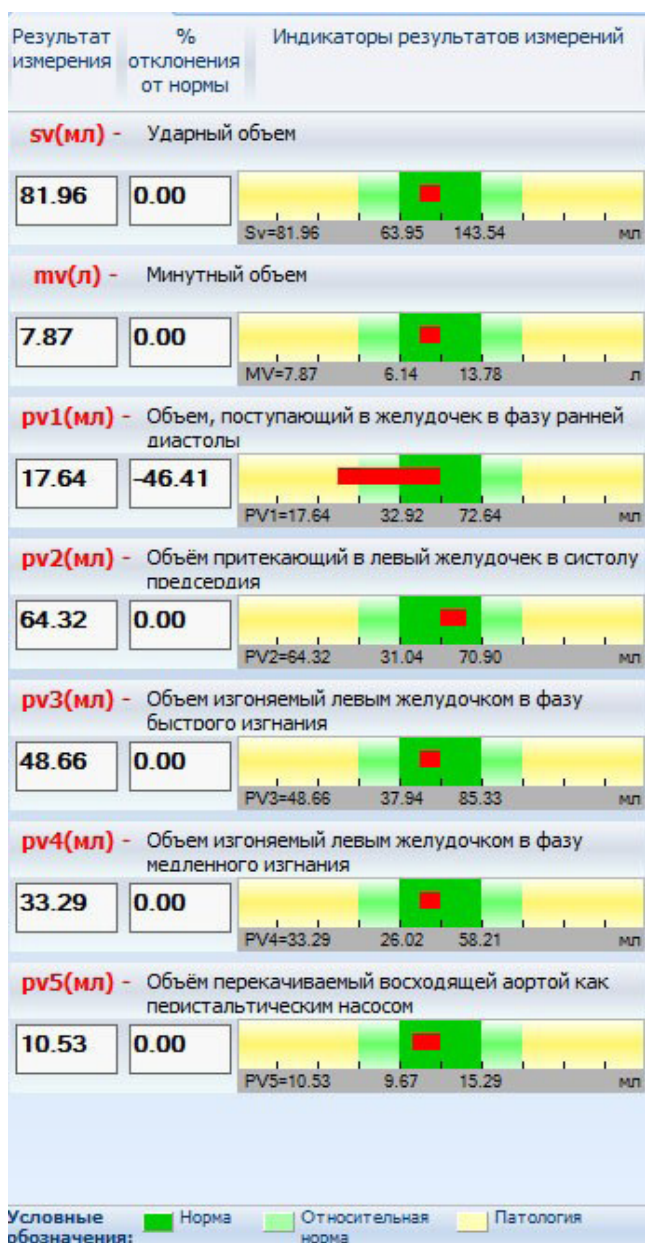 Результат % Индикаторы результатов измерений
измерения отклонения
от нормы
sv(мл) - Ударный объем
81.96 0.00
Sv=81.96 63.95 143.54 мл
mv(л) - Минутный объем
7.87 0.00
MV=7.87 6.14 13.78 л
pv1(мл) - Объем, поступающий в желудочек в фазу ранней
диастолы
17.64 -46.41
PV1=17.64 32.92 72.64 мл
pv2(мл) - Объём притекающий в левый желудочек в систолу
предсердия
64.32 0.00
PV2=64.32 31.04 70.90 мл
pv3(мл) - Объем изгоняемый левым желудочком в фазу
быстрого изгнания
48.66 0.00
PV3=48.66 37.94 85.33 мл
pv4(мл) - Объем изгоняемый левым желудочком в фазу
медленного изгнания
33.29 0.00
PV4=33.29 26.02 58.21 мл
pv5(мл) - Объём перекачиваемый восходящей аортой как
перистальтическим насосом
10.53 0.00
PV5=10.53 9.67 15.29 мл
Условные Норма Относительная Патология
обозначения: норма